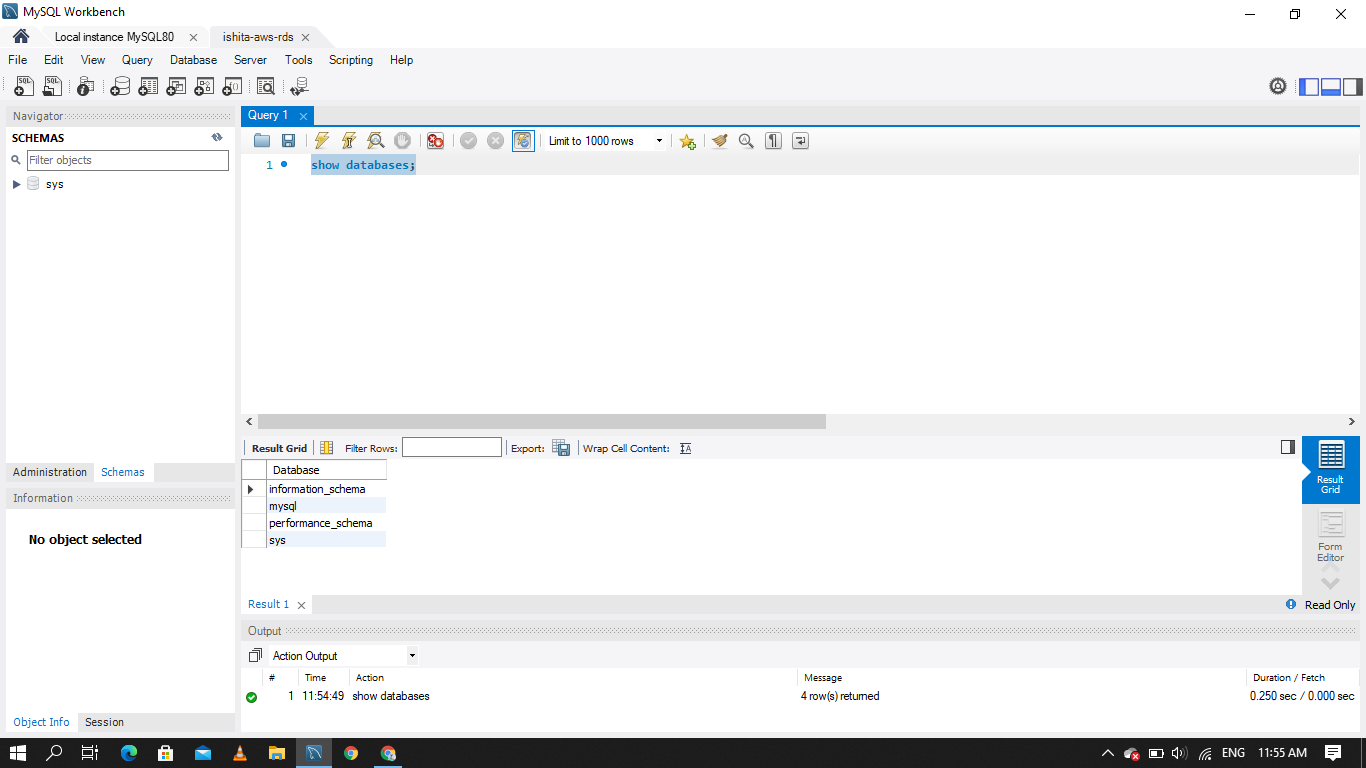 MySQL Workbench
Local instance MySQL80
ishita-aws-rds
File Edit View Query Database Server Tools Scripting Help
Navigator
SCHEMAS
Filter objects
sys
Administration Schemas
Information
No object selected
Object Info Session
Query 1
Limit to 1000 rows
1 show databases;
Result Grid Filter Rows: Export: Wrap Cell Content:
Database
information_schema
mysql
performance_schema
sys
Result
Grid
Form
Editor
Result 1
Read Only
Output
Action Output
# Time Action Message Duration / Fetch
1 11:54:49 show databases 4 row(s) returned 0.250 sec / 0.000 sec
ENG 11:55 AM